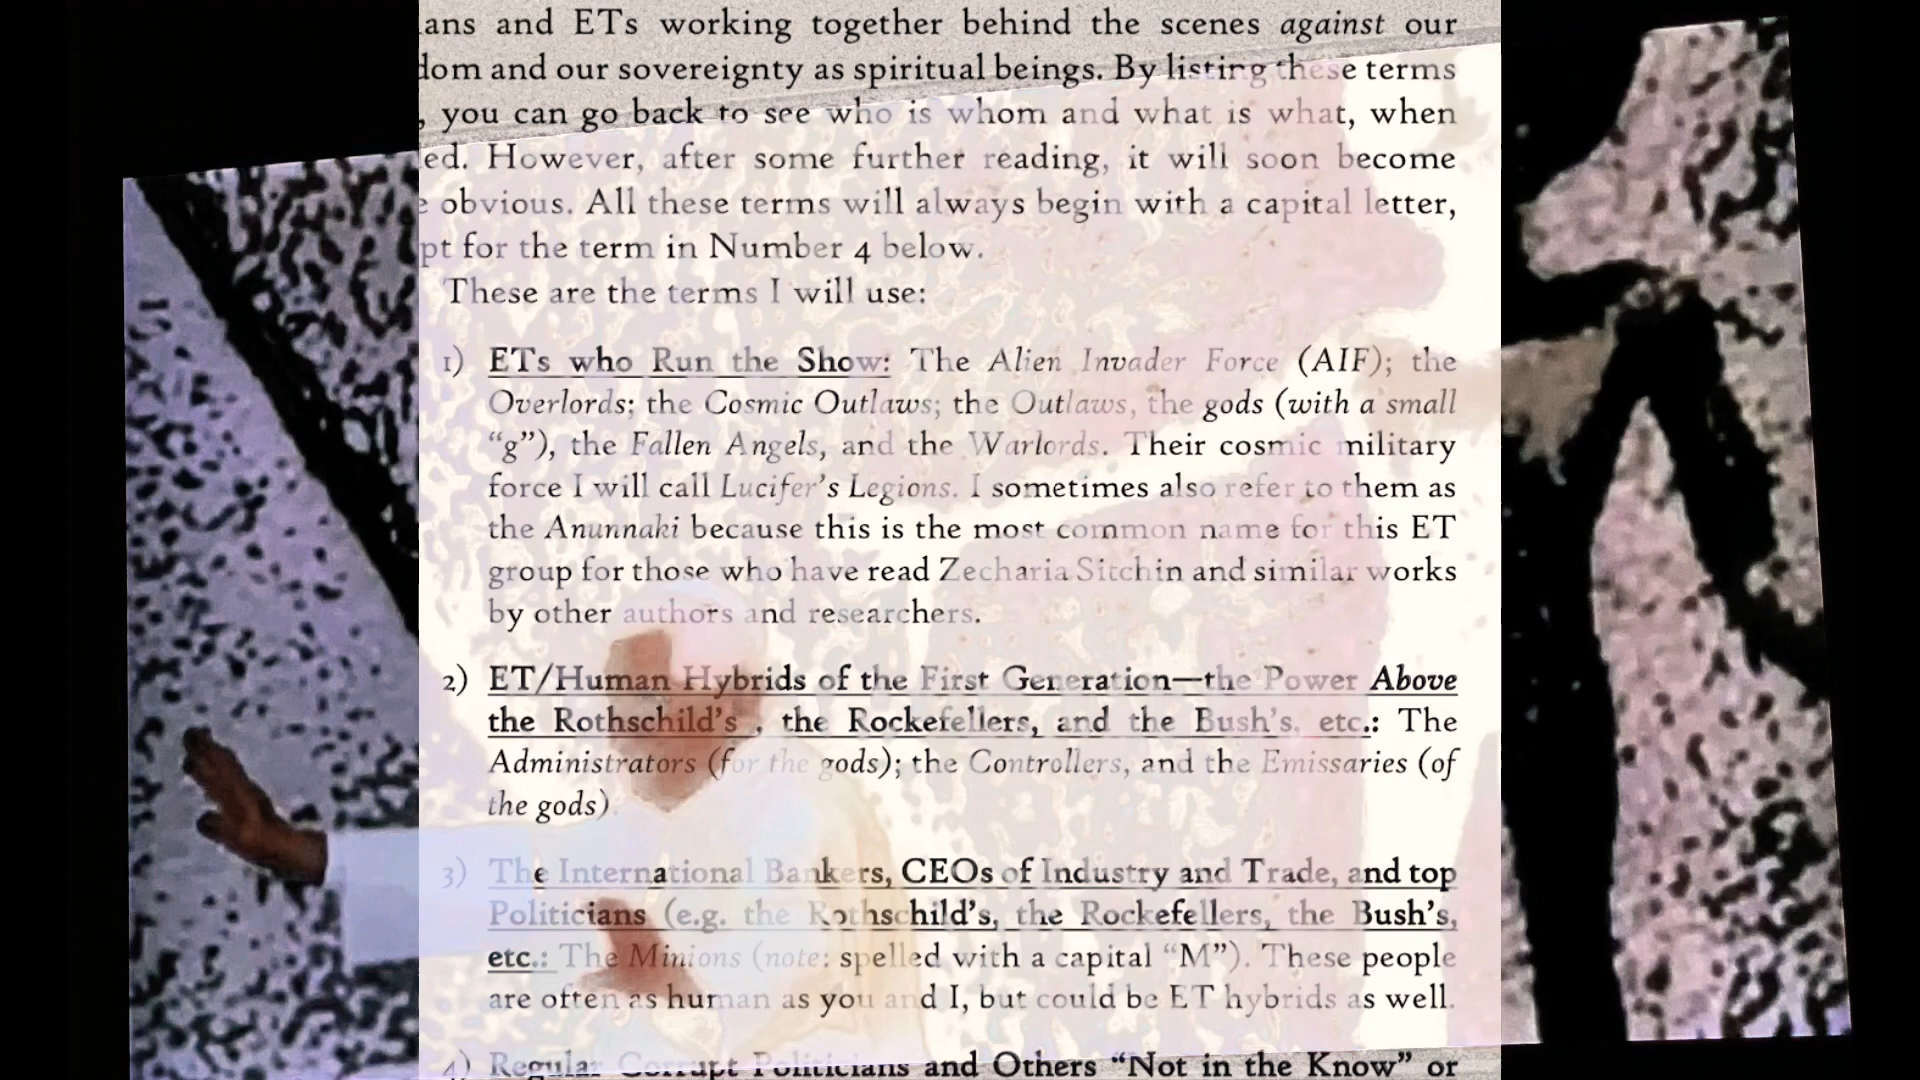 ans and ETs working together behind the scenes against our
dom and our sovereignty as spiritual beings. By listing these terms
, you can go back to see who is whom and what is what, when
ed. However, after some further reading, it will soon become
e obvious. All these terms will always begin with a capital letter,
pt for the term in Number 4 below.
These are the terms I will use:
1) ETs who Run the Show: The Alien Invader Force (AIF); the
Overlords; the Cosmic Outlaws; the Outlaws, the gods (with a small
“g”), the Fallen Angels, and the Warlords. Their cosmic military
force I will call Lucifer’s Legions. I sometimes also refer to them as
the Anunnaki because this is the most common name for this ET
group for those who have read Zecharia Sitchin and similar works
by other authors and researchers.
2) ET/Human Hybrids of the First Generation—the Power Above
the Rothschild’s , the Rockefellers, and the Bush’s, etc.: The
Administrators (for the gods); the Controllers, and the Emissaries (of
the gods)
3) The International Bankers, CEOs of Industry and Trade, and top
Politicians (e.g. the Rothschild’s, the Rockefellers, the Bush’s,
etc.: The Minions (note: spelled with a capital “M”). These people
are often as human as you and I, but could be ET hybrids as well.
4) Regular Corrupt Politicians and Others “Not in the Know” or